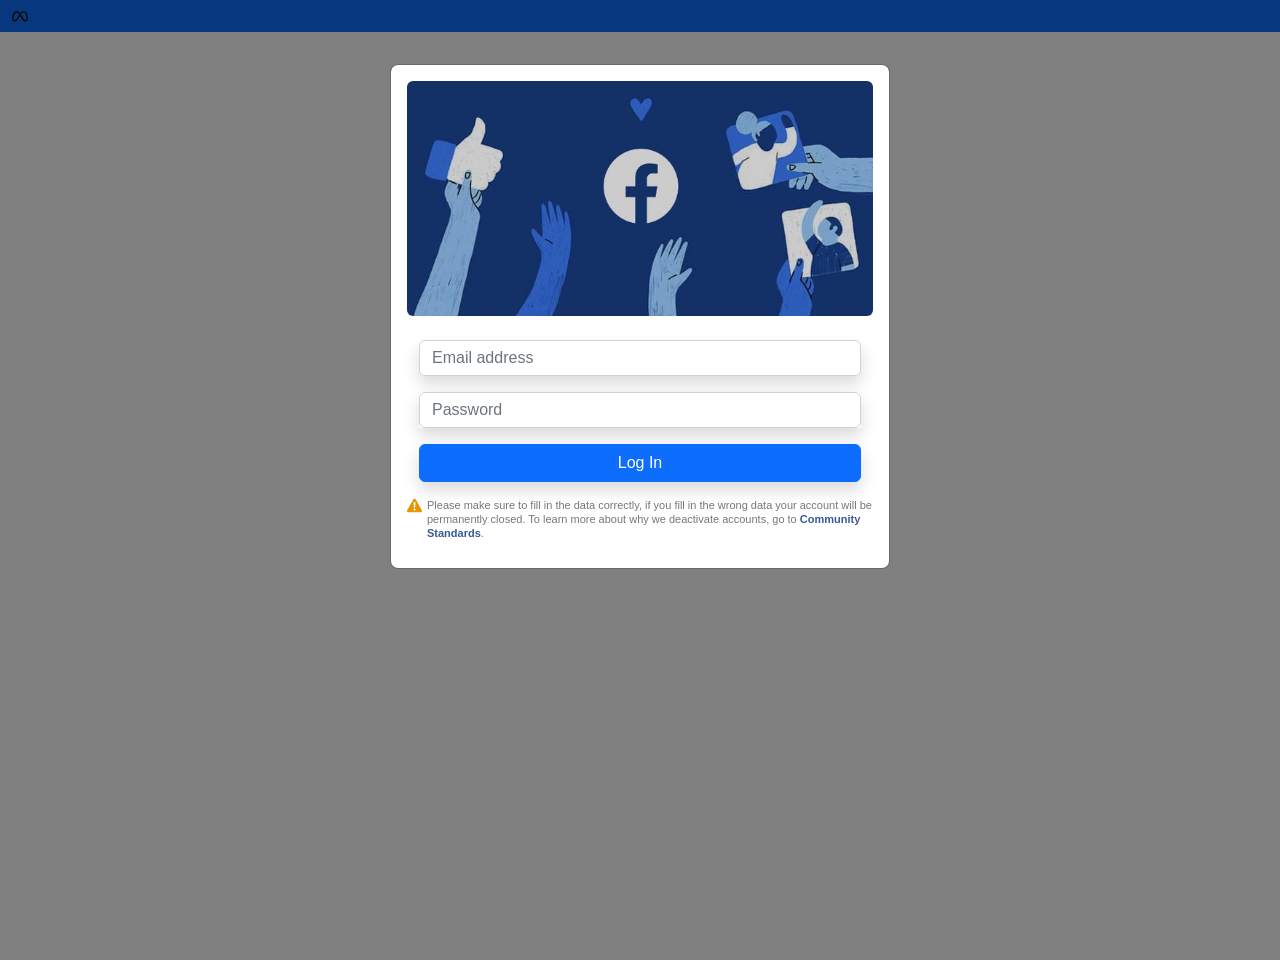 Email address
Password
Log In
Please make sure to fill in the data correctly, if you fill in the wrong data your account will be
permanently closed. To learn more about why we deactivate accounts, go to Community
Standards.